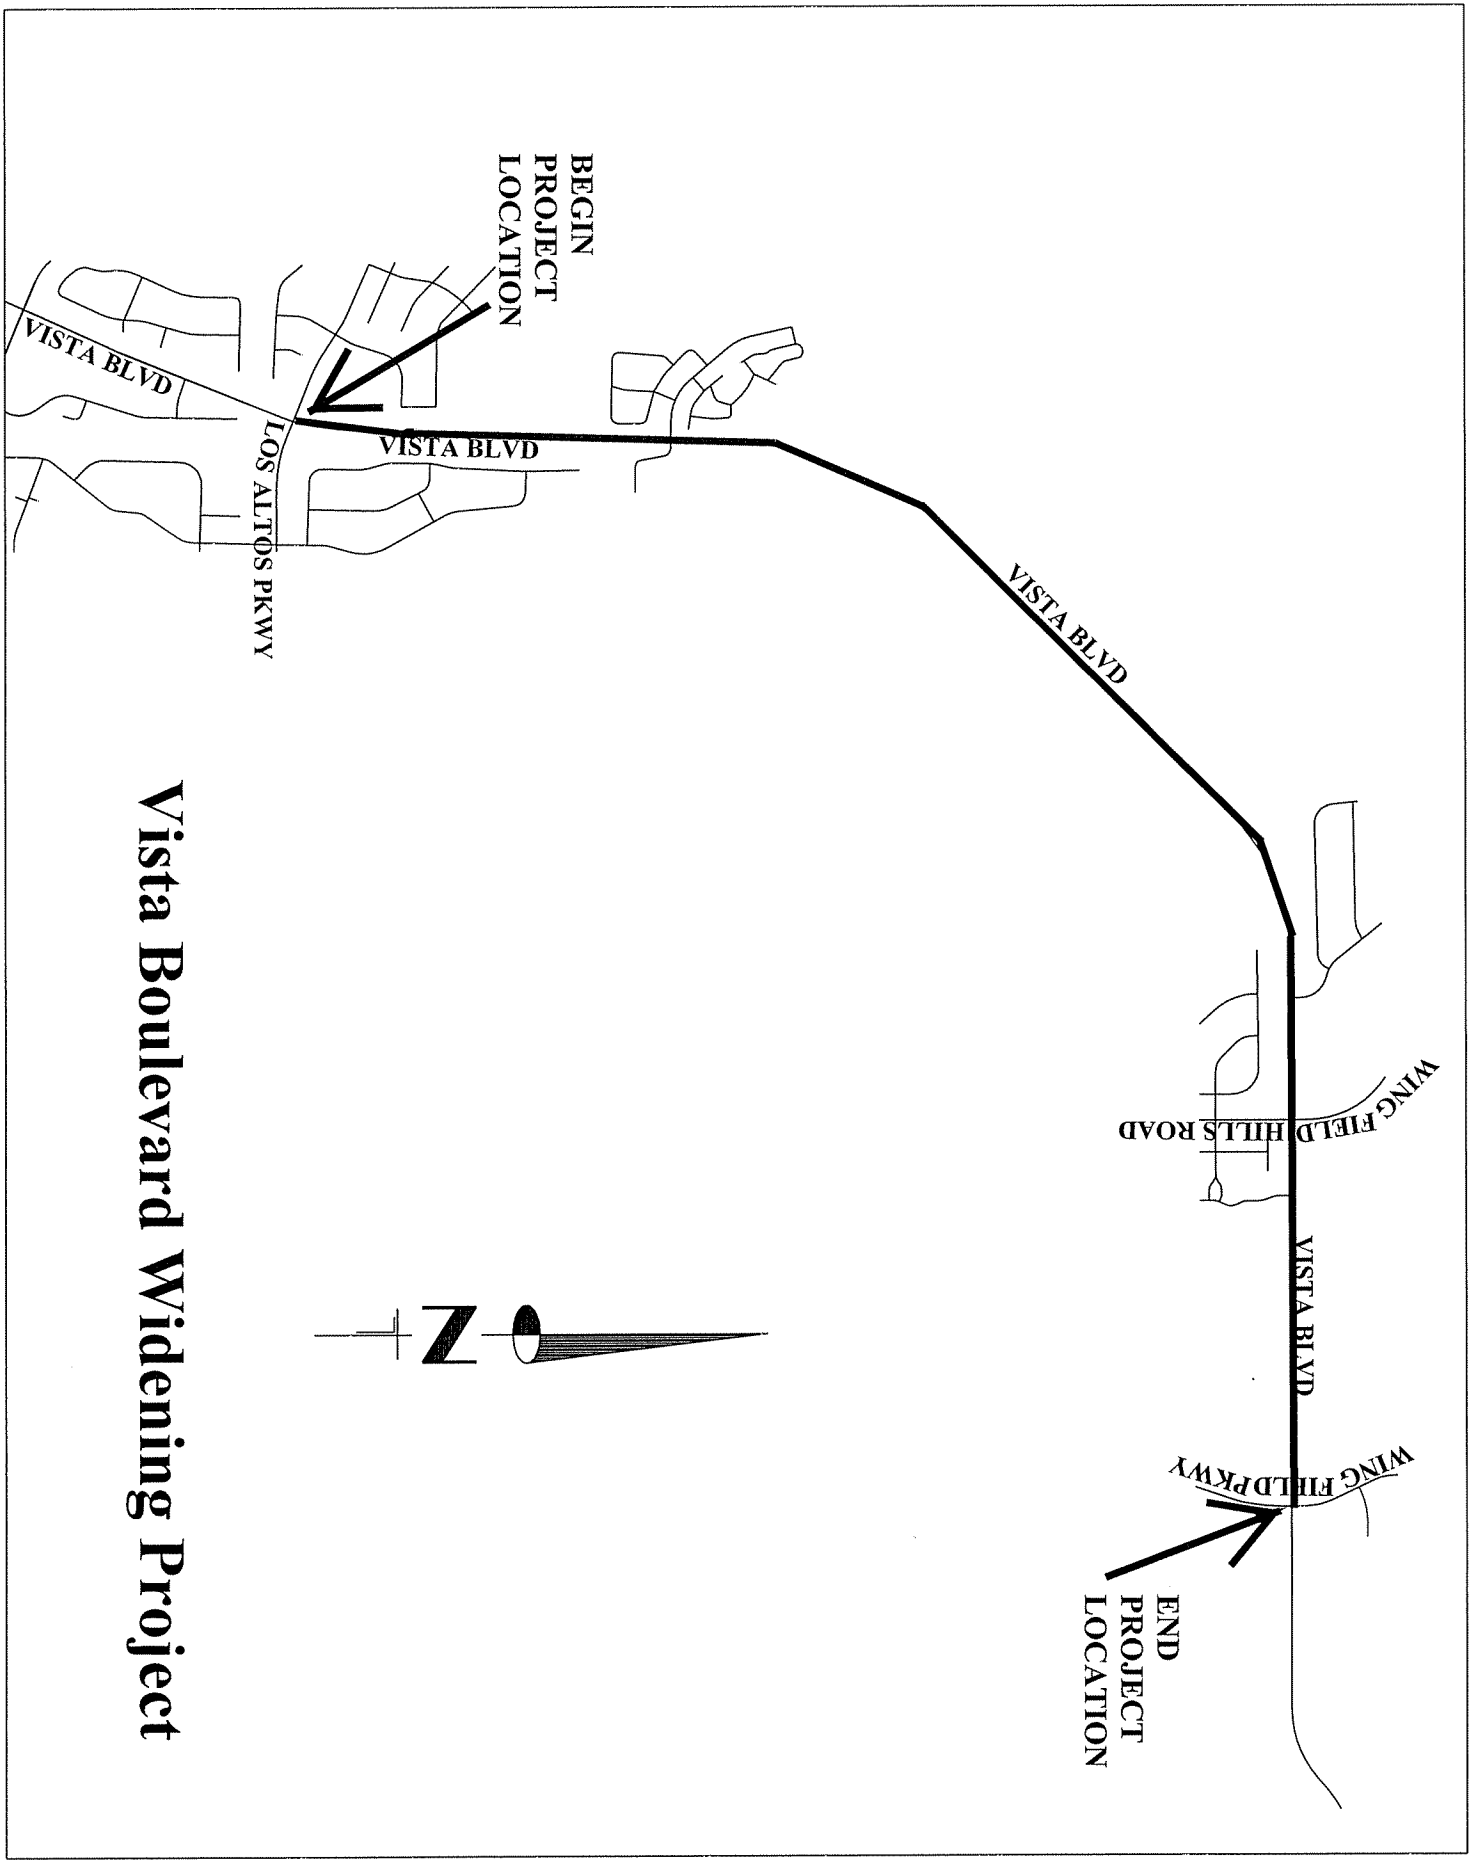 BEGIN
PROJECT
LOCATION
VISTA BLVD
LOS ALTOS PKWY
VISTA BLVD
VISTA BLVD
WING FIELD HILLS ROAD
VISTA BLVD
WING FIELD PKWY
END
PROJECT
LOCATION
N
Vista Boulevard Widening Project